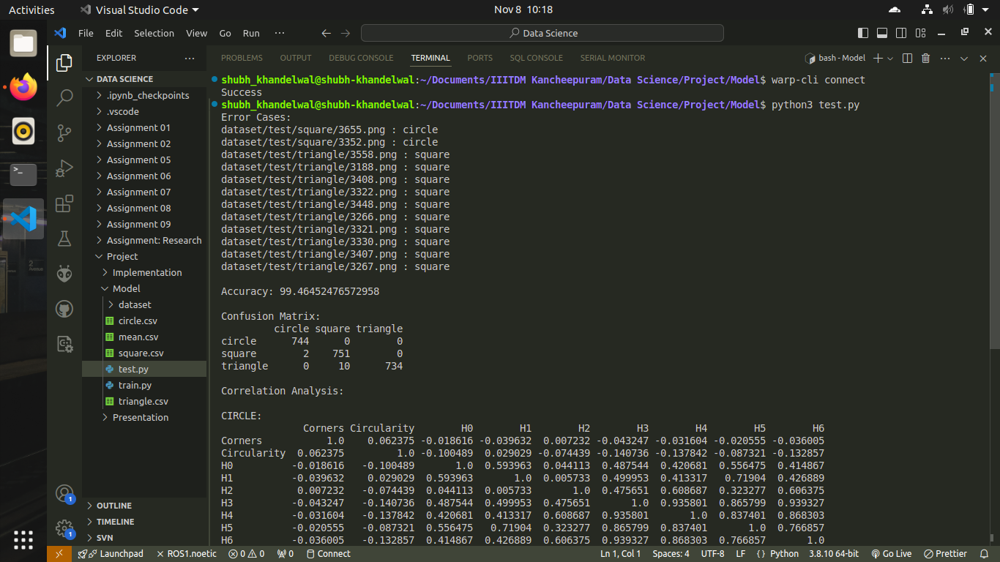 Activities
Visual Studio Code
Nov 8 10:18
File Edit Selection View Go Run ···
Data Science
EXPLORER ···
PROBLEMS OUTPUT DEBUG CONSOLE TERMINAL PORTS SQL CONSOLE SERIAL MONITOR
bash - Model
DATA SCIENCE
.ipynb_checkpoints
.vscode
Assignment 01
Assignment 02
Assignment 05
Assignment 06
Assignment 07
Assignment 08
Assignment 09
Assignment: Research
Project
Implementation
Model
dataset
circle.csv
mean.csv
square.csv
test.py
train.py
triangle.csv
Presentation
OUTLINE
TIMELINE
SVN
shubh_khandelwal@shubh-khandelwal:~/Documents/IIITDM Kancheepuram/Data Science/Project/Model$ warp-cli connect
Success
shubh_khandelwal@shubh-khandelwal:~/Documents/IIITDM Kancheepuram/Data Science/Project/Model$ python3 test.py
Error Cases:
dataset/test/square/3655.png : circle
dataset/test/square/3352.png : circle
dataset/test/triangle/3558.png : square
dataset/test/triangle/3188.png : square
dataset/test/triangle/3408.png : square
dataset/test/triangle/3322.png : square
dataset/test/triangle/3448.png : square
dataset/test/triangle/3266.png : square
dataset/test/triangle/3321.png : square
dataset/test/triangle/3330.png : square
dataset/test/triangle/3407.png : square
dataset/test/triangle/3267.png : square
Accuracy: 99.46452476572958
Confusion Matrix:
circle square triangle
circle 744 0 0
square 2 751 0
triangle 0 10 734
Correlation Analysis:
CIRCLE:
Corners Circularity H0 H1 H2 H3 H4 H5 H6
Corners 1.0 0.062375 -0.018616 -0.039632 0.007232 -0.043247 -0.031604 -0.020555 -0.036005
Circularity 0.062375 1.0 -0.100489 0.029029 -0.074439 -0.140736 -0.137842 -0.087321 -0.132857
H0 -0.018616 -0.100489 1.0 0.593963 0.044113 0.487544 0.420681 0.556475 0.414867
H1 -0.039632 0.029029 0.593963 1.0 0.005733 0.499953 0.413317 0.71904 0.426889
H2 0.007232 -0.074439 0.044113 0.005733 1.0 0.475651 0.608687 0.323277 0.606375
H3 -0.043247 -0.140736 0.487544 0.499953 0.475651 1.0 0.935801 0.865799 0.939327
H4 -0.031604 -0.137842 0.420681 0.413317 0.608687 0.935801 1.0 0.837401 0.868303
H5 -0.020555 -0.087321 0.556475 0.71904 0.323277 0.865799 0.837401 1.0 0.766857
H6 -0.036005 -0.132857 0.414867 0.426889 0.606375 0.939327 0.868303 0.766857 1.0
1
1
Launchpad ROS1.noetic 0 0 0 Connect
Ln 1, Col 1 Spaces: 4 UTF-8 LF Python 3.8.10 64-bit Go Live Prettier